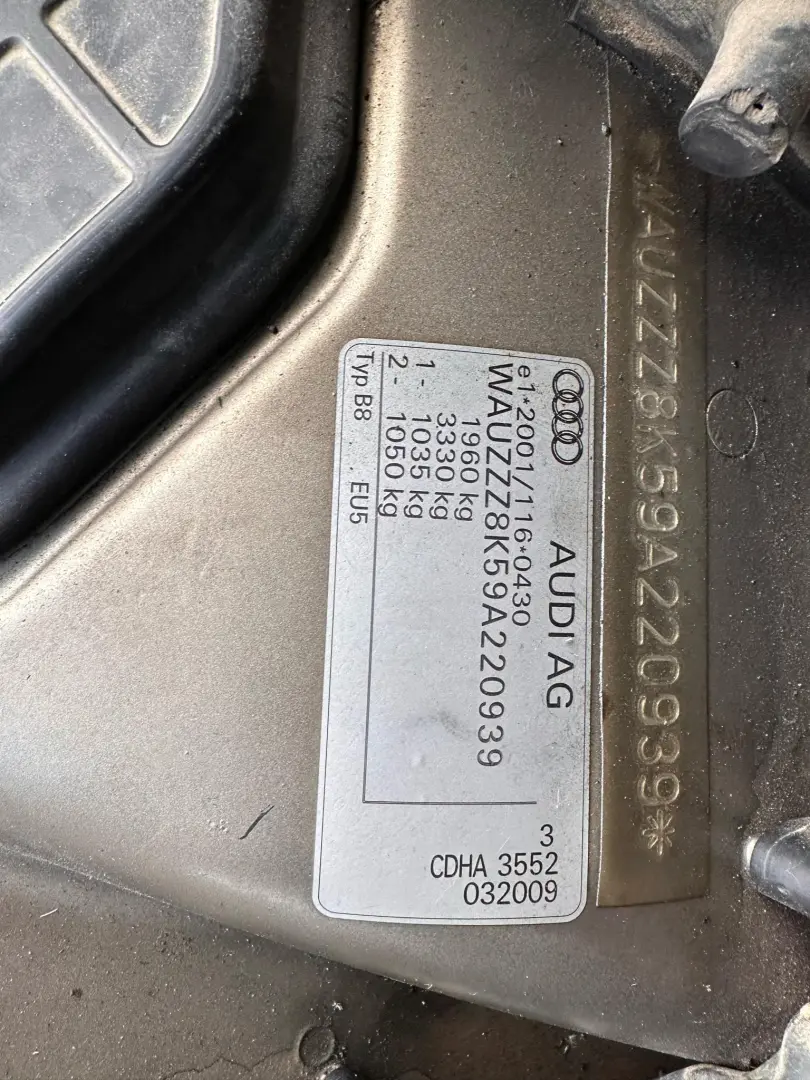 AUDI AG
e1*2001/116*0430
WAUZZZ8K59A220939
1960 kg
3330 kg
1- 1035 kg
2- 1050 kg
Typ B8 . EU5
3
CDHA 3552
032009
*WAUZZZ8K59A220939*